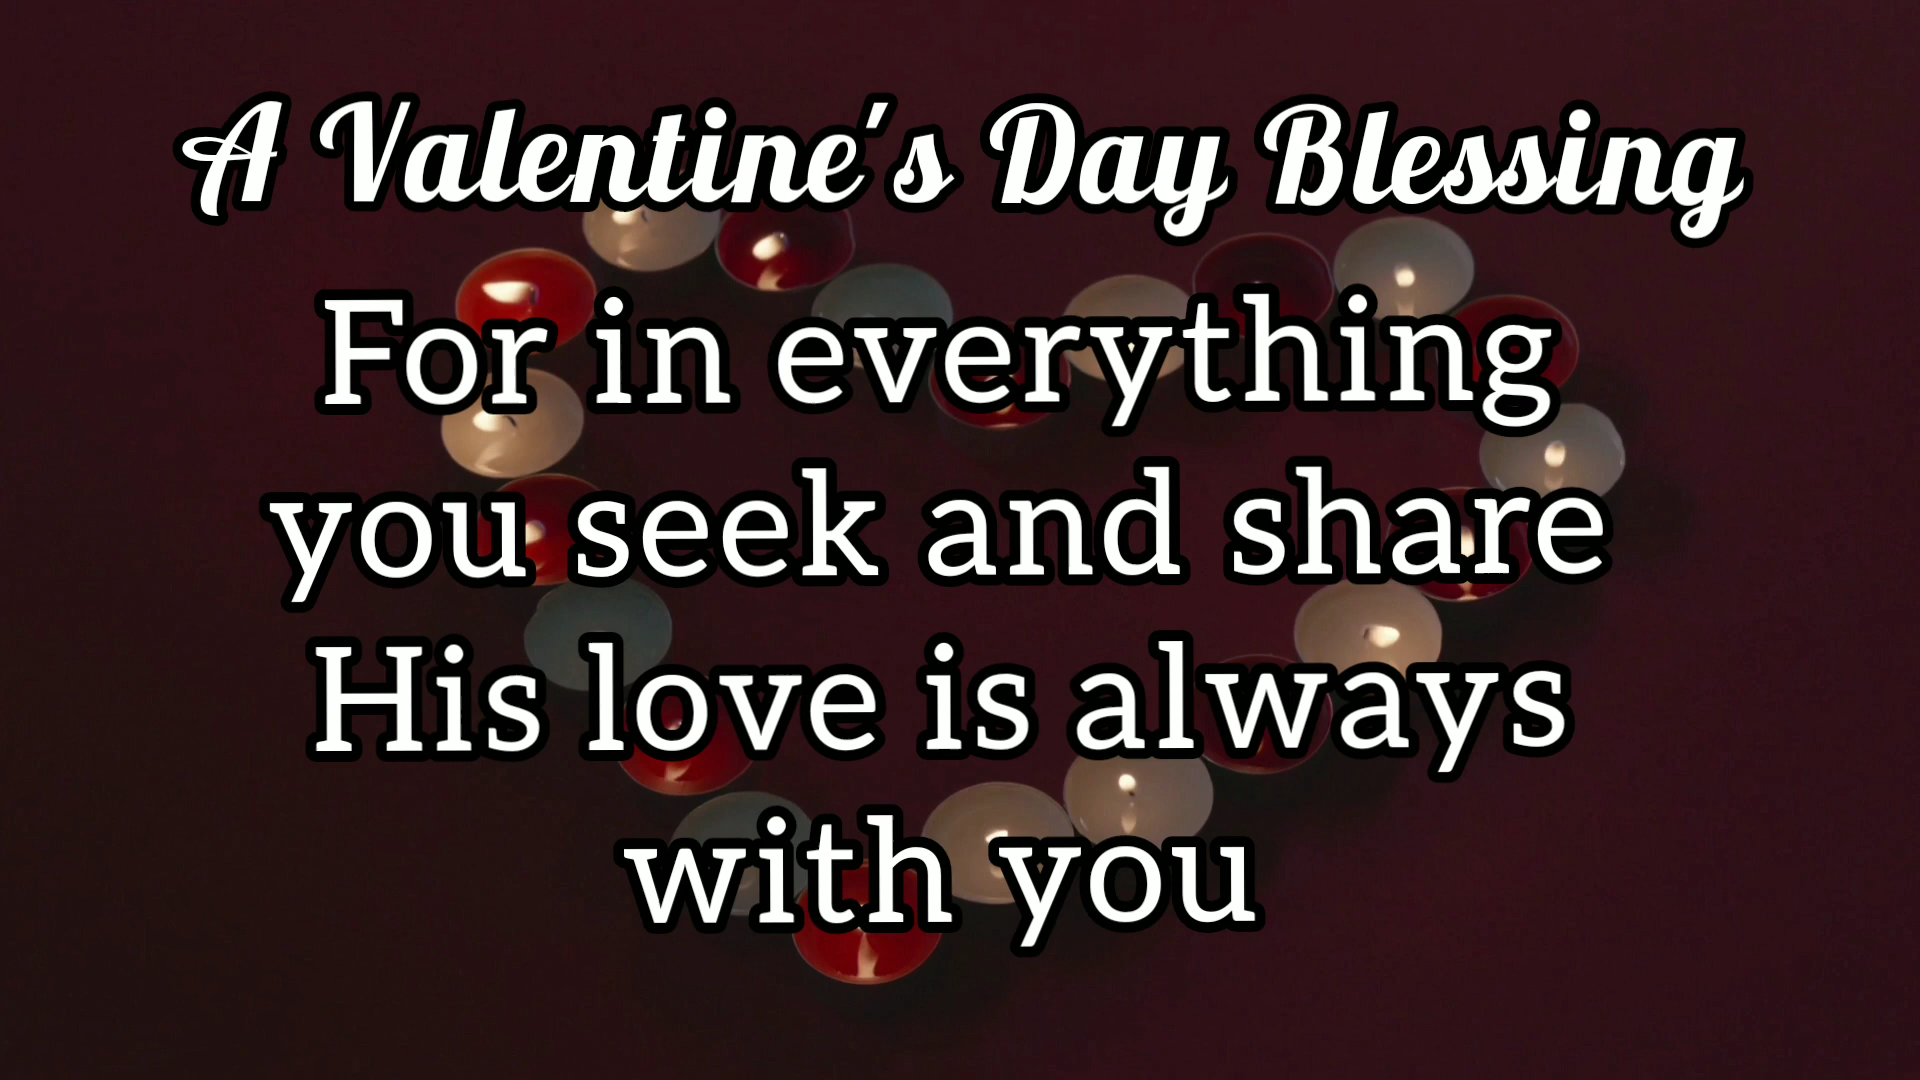 A Valentine's Day Blessing
For in everything
you seek and share
His love is always
with you